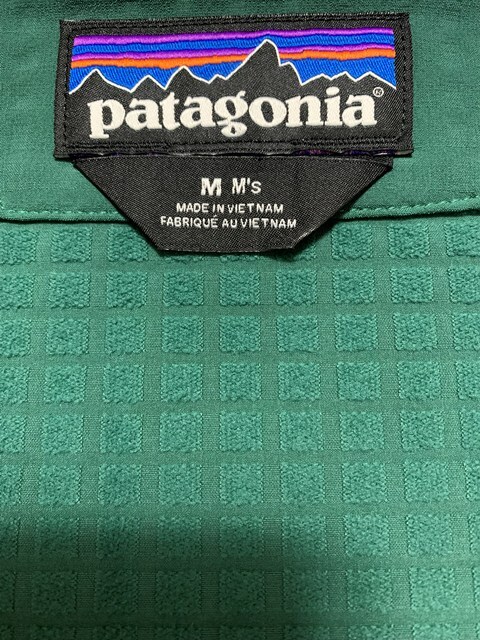 patagonia®
M M's
MADE IN VIETNAM
FABRIQUÉ AU VIETNAM